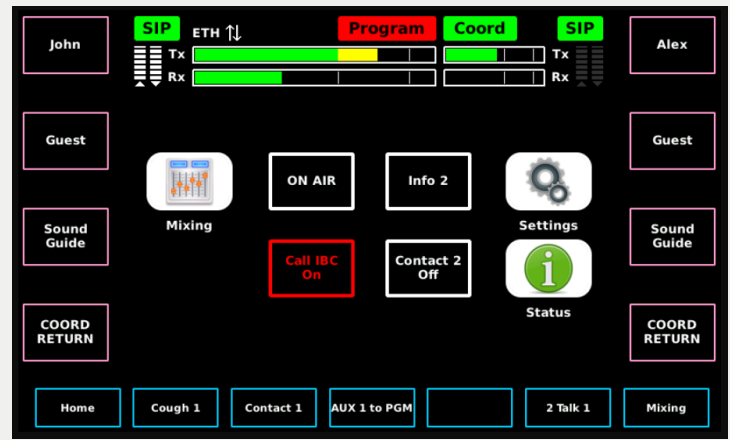 John
SIP
ETH
Program
Coord
SIP
Alex
Tx
Tx
Rx
Rx
Guest
Guest
ON AIR
Info 2
Mixing
Settings
Sound
Guide
Sound
Guide
Call IBC
On
Contact 2
Off
Status
COORD
RETURN
COORD
RETURN
Home
Cough 1
Contact 1
AUX 1 to PGM
2 Talk 1
Mixing